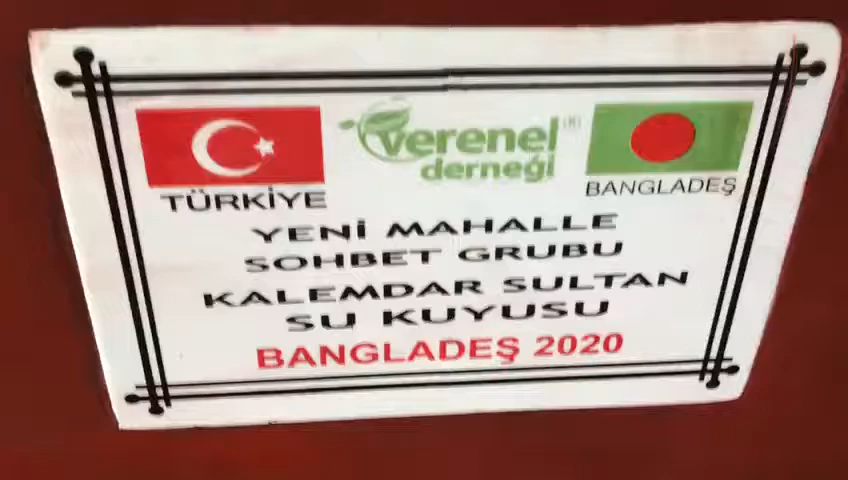 verenel (R)
derneği
TÜRKİYE
BANGLADEŞ
YENİ MAHALLE
SOHBET GRUBU
KALEMDAR SULTAN
SU KUYUSU
BANGLADEŞ 2020